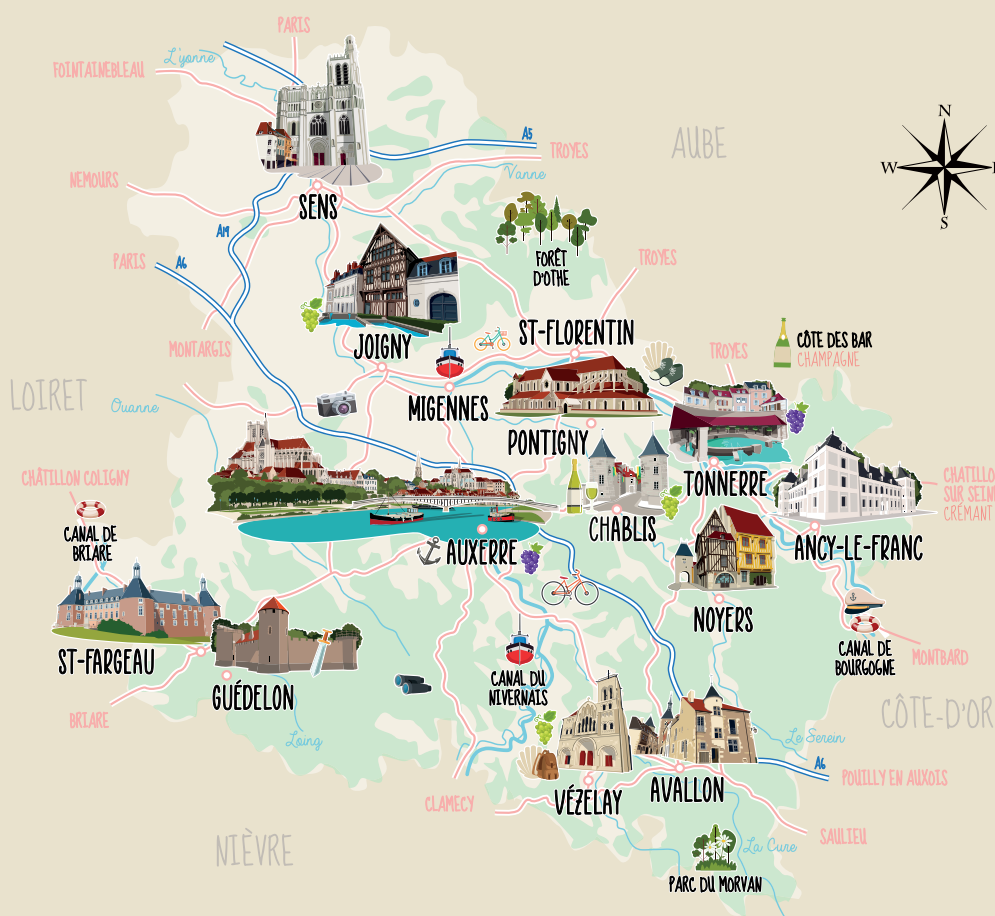 PARIS
L'yonne
FONTAINEBLEAU
N
A5
AUBE
TROYES
W
Vanne
NEMOURS
SENS
S
A19
FORÊT
D'OTHE
TROYES
PARIS
A6
ST-FLORENTIN
CÔTE DES BAR
CHAMPAGNE
MONTARGIS
JOIGNY
TROYES
LOIRET
Ouanne
MIGENNES
PONTIGNY
CHÂTILLON COLIGNY
TONNERRE
CHATILLO
SUR SEIN
CRÉMANT
CANAL DE
BRIARE
CHABLIS
AUXERRE
ANCY-LE-FRANC
NOYERS
ST-FARGEAU
CANAL DE
BOURGOGNE
MONTBARD
GUÉDELON
CANAL DU
NIVERNAIS
BRIARE
CÔTE-D'OR
Loing
Le Serein
A6
POUILLY EN AUXOIS
CLAMECY
VÉZELAY
AVALLON
SAULIEU
NIÈVRE
La Cure
PARC DU MORVAN